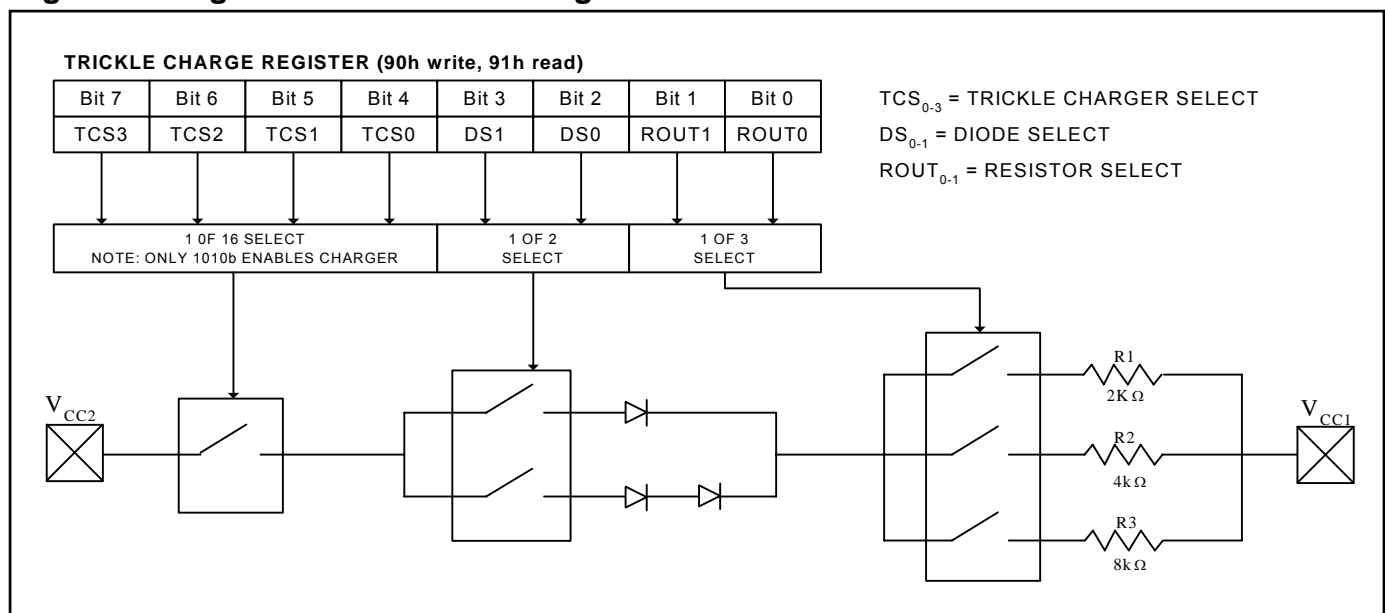 TRICKLE CHARGE REGISTER (90h write, 91h read)
Bit 7 Bit 6 Bit 5 Bit 4 Bit 3 Bit 2 Bit 1 Bit 0
TCS3 TCS2 TCS1 TCS0 DS1 DS0 ROUT1 ROUT0
TCS0-3 = TRICKLE CHARGER SELECT
DS0-1 = DIODE SELECT
ROUT0-1 = RESISTOR SELECT
1 0F 16 SELECT
NOTE: ONLY 1010b ENABLES CHARGER
1 OF 2
SELECT
1 OF 3
SELECT
VCC2
R1
2KΩ
R2
4kΩ
R3
8kΩ
VCC1